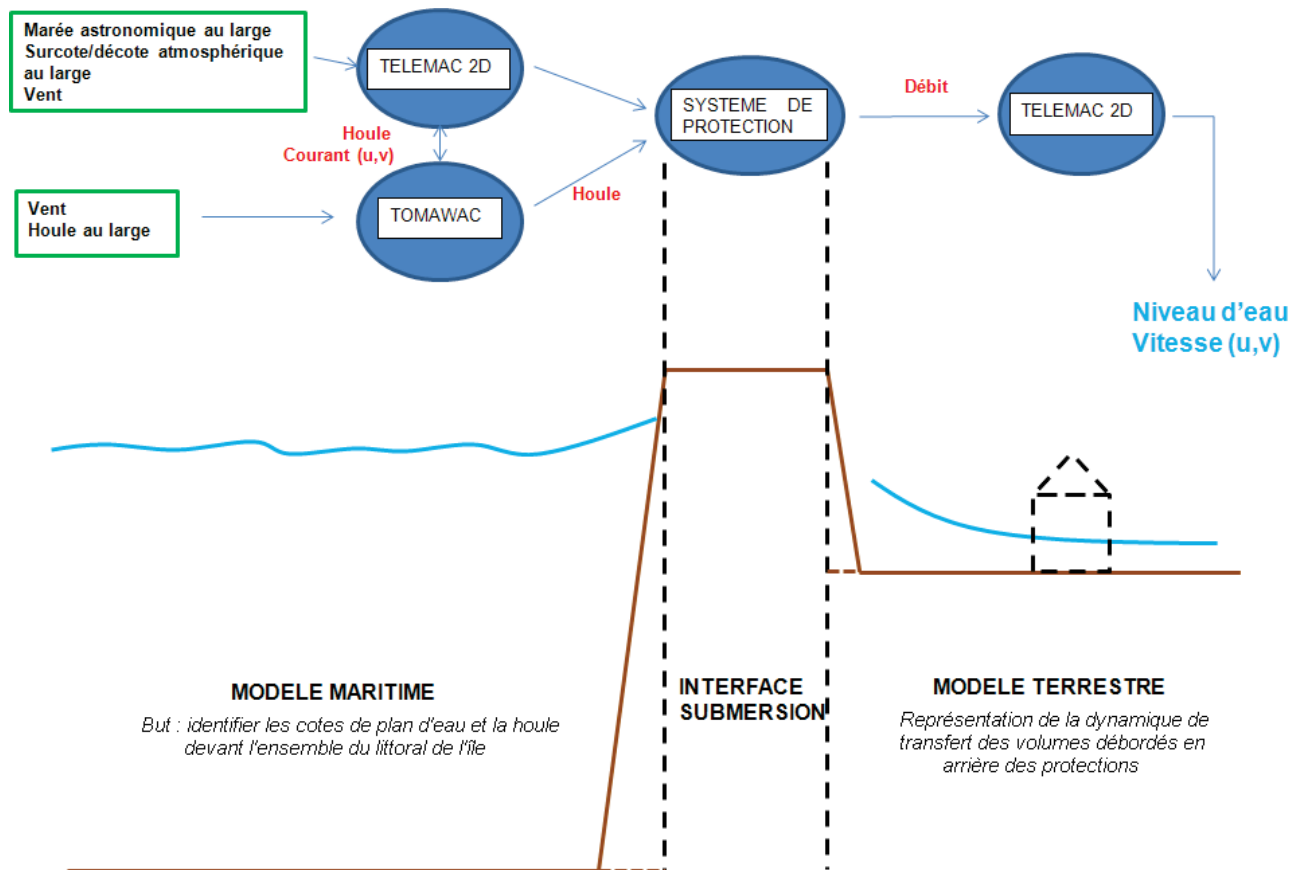 Marée astronomique au large
Surcote/décote atmosphérique
au large
Vent
TELEMAC 2D
Houle
Courant (u,v)
Vent
Houle au large
TOMAWAC
Houle
SYSTEME DE
PROTECTION
Débit
TELEMAC 2D
Niveau d'eau
Vitesse (u,v)
MODELE MARITIME
But : identifier les cotes de plan d'eau et la houle
devant l'ensemble du littoral de l'île
INTERFACE
SUBMERSION
MODELE TERRESTRE
Représentation de la dynamique de
transfert des volumes débordés en
arrière des protections